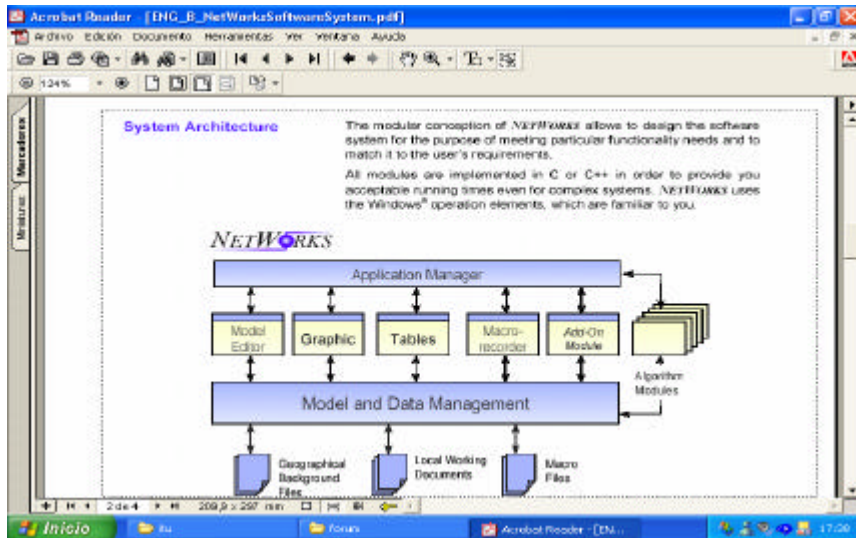 Acrobat Reader - [ENG_B_NetWorksSoftwareSystem.pdf]
Archivo Edición Documento Herramientas Ver Ventana Ayuda
124%
Marcadores
Miniaturas
System Architecture
The modular conception of NETWORKS allows to design the software
system for the purpose of meeting particular functionality needs and to
match it to the user's requirements.
All modules are implemented in C or C++ in order to provide you
acceptable running times even for complex systems. NETWORKS uses
the Windows® operation elements, which are familiar to you.
NETWORKS
Application Manager
Model
Editor
Graphic
Tables
Macro-
recorder
Add-On
Module
Algorithm
Modules
Model and Data Management
Geographical
Background
Files
Local Working
Documents
Macro
Files
2 de 4
209,9 x 297 mm
Inicio
itu
forum
Acrobat Reader - [EN...
17:30